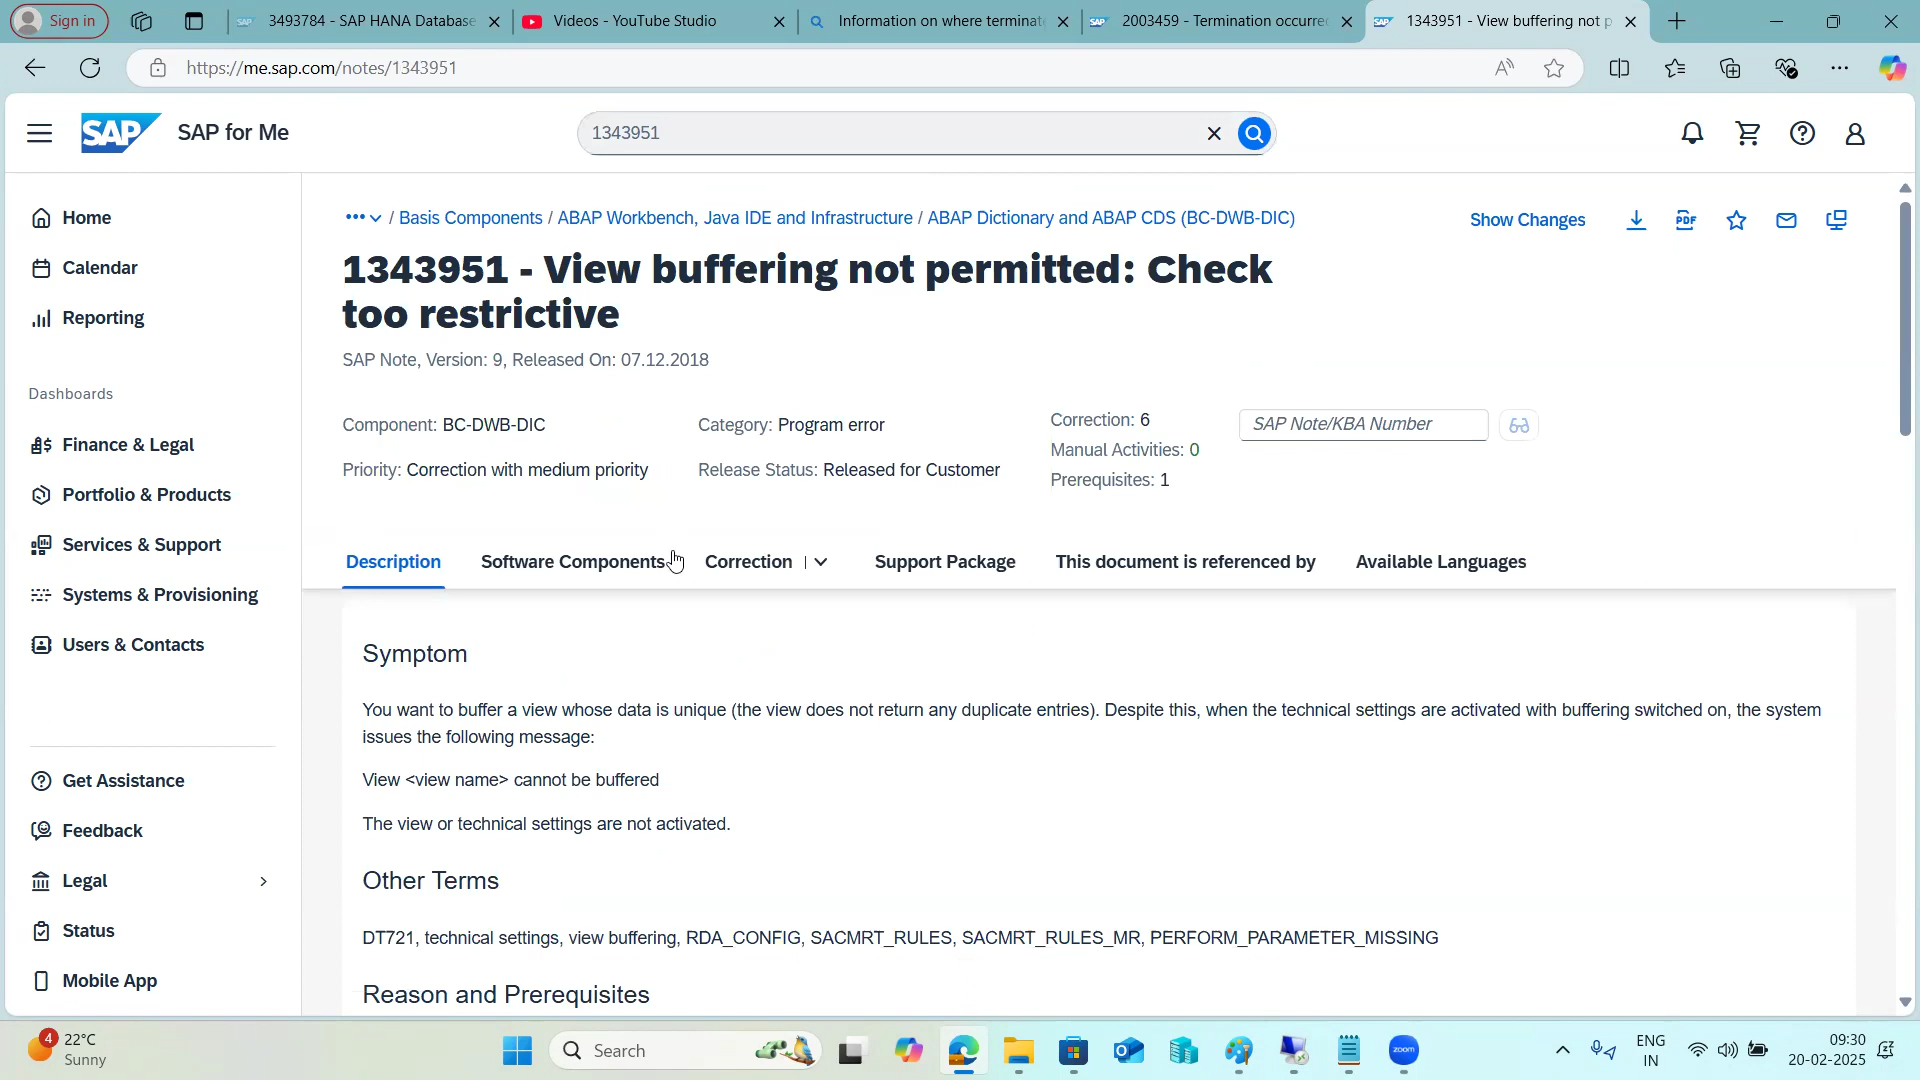 Sign in
3493784 - SAP HANA Database
Videos - YouTube Studio
Information on where terminat
2003459 - Termination occurre
1343951 - View buffering not p
https://me.sap.com/notes/1343951
SAP
SAP for Me
1343951
Home
Calendar
Reporting
Dashboards
Finance & Legal
Portfolio & Products
Services & Support
Systems & Provisioning
Users & Contacts
Get Assistance
Feedback
Legal
Status
Mobile App
••• / Basis Components / ABAP Workbench, Java IDE and Infrastructure / ABAP Dictionary and ABAP CDS (BC-DWB-DIC)
Show Changes
PDF
1343951 - View buffering not permitted: Check
too restrictive
SAP Note, Version: 9, Released On: 07.12.2018
Component: BC-DWB-DIC
Priority: Correction with medium priority
Category: Program error
Release Status: Released for Customer
Correction: 6
Manual Activities: 0
Prerequisites: 1
SAP Note/KBA Number
Description
Software Components
Correction
Support Package
This document is referenced by
Available Languages
Symptom
You want to buffer a view whose data is unique (the view does not return any duplicate entries). Despite this, when the technical settings are activated with buffering switched on, the system
issues the following message:
View <view name> cannot be buffered
The view or technical settings are not activated.
Other Terms
DT721, technical settings, view buffering, RDA_CONFIG, SACMRT_RULES, SACMRT_RULES_MR, PERFORM_PARAMETER_MISSING
Reason and Prerequisites
4
22°C
Sunny
Search
zoom
ENG
IN
09:30
20-02-2025